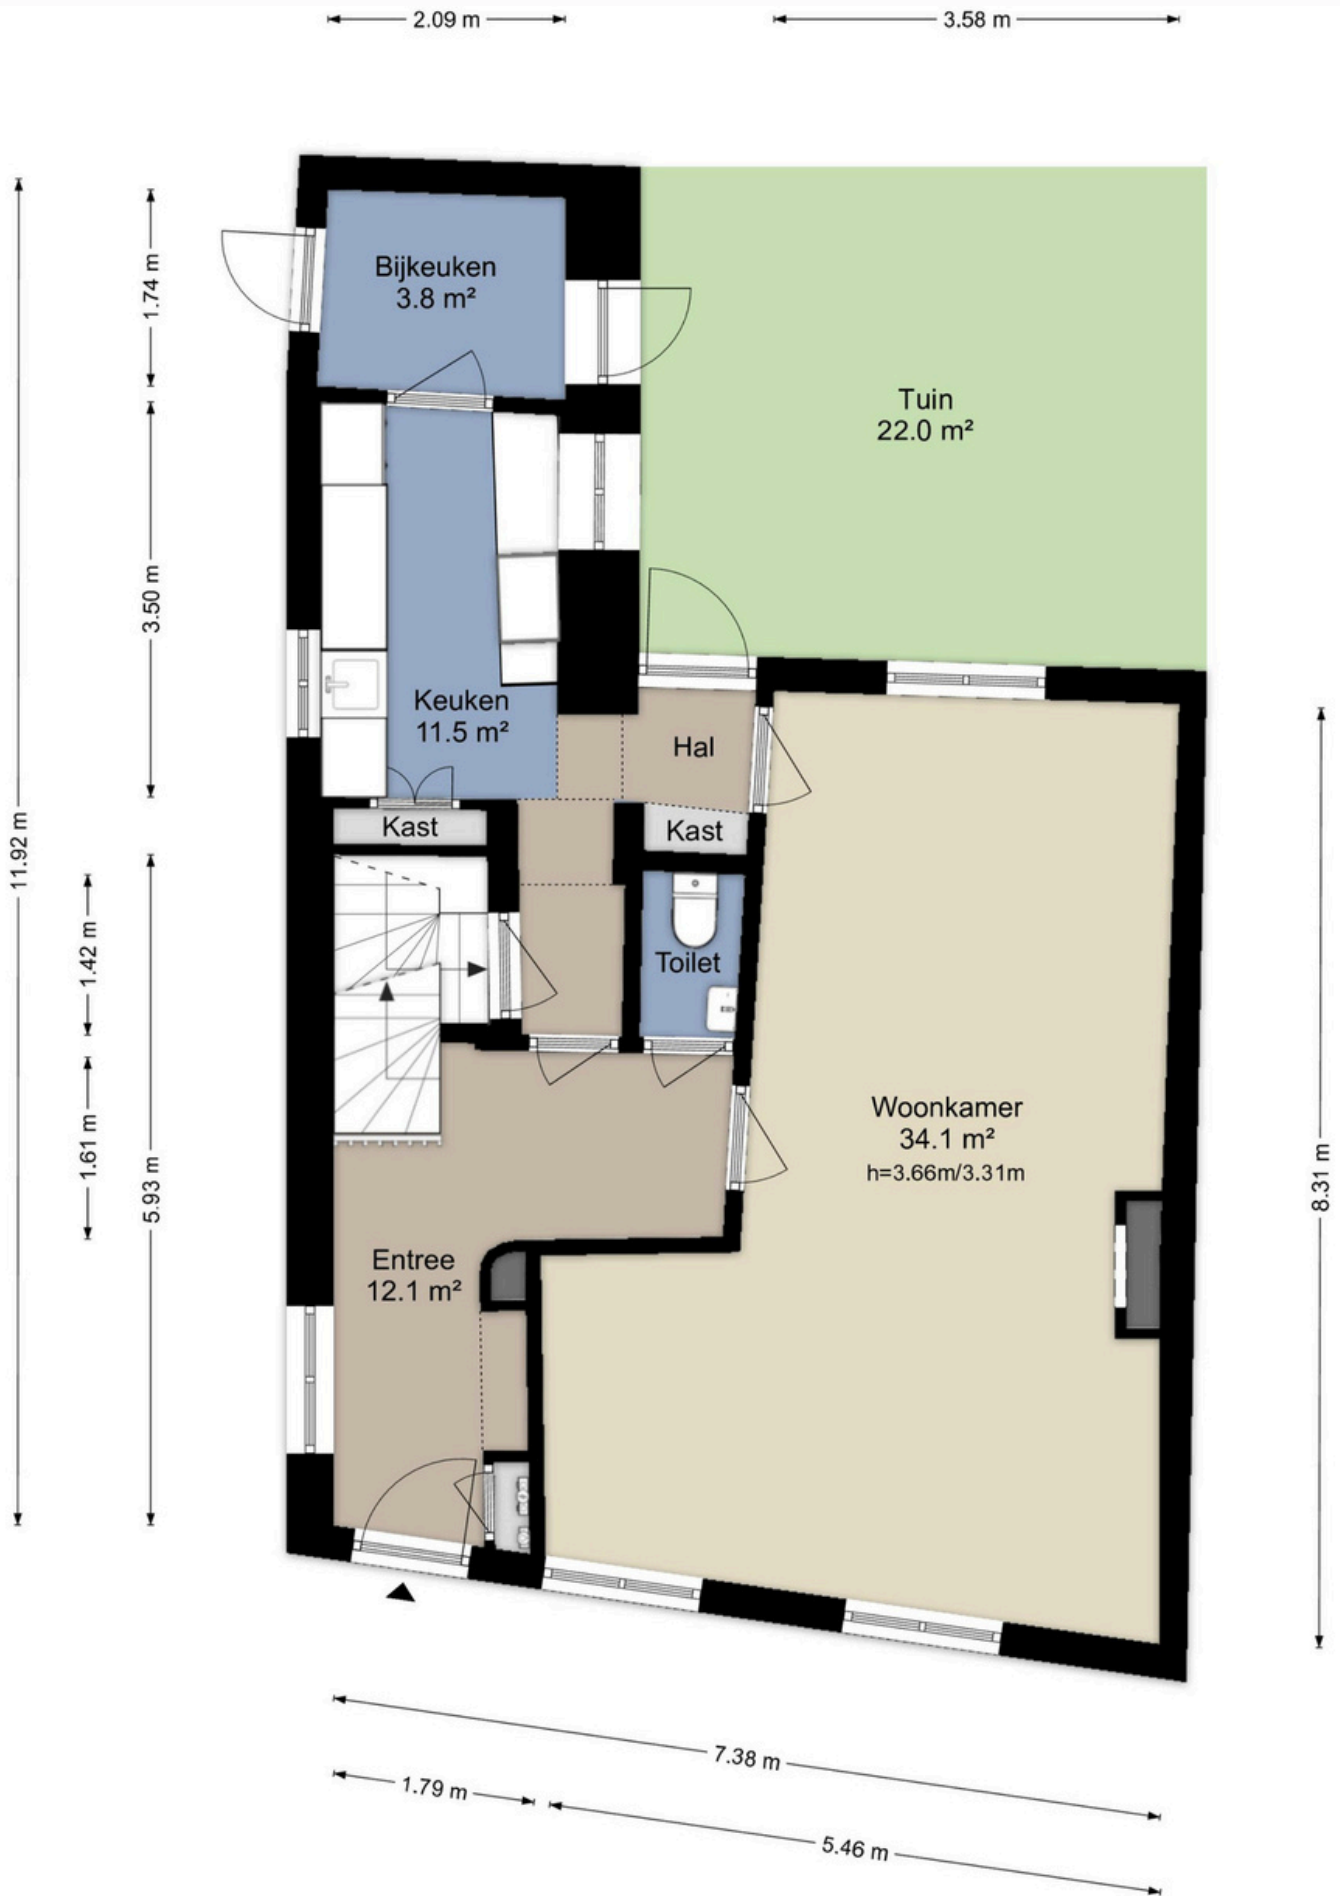 2.09 m
3.58 m
Bijkeuken
3.8 m²
1.74 m
Tuin
22.0 m²
3.50 m
Keuken
11.5 m²
Hal
Kast
Kast
11.92 m
1.42 m
Toilet
Woonkamer
34.1 m²
h=3.66m/3.31m
1.61 m
5.93 m
8.31 m
Entree
12.1 m²
7.38 m
1.79 m
5.46 m